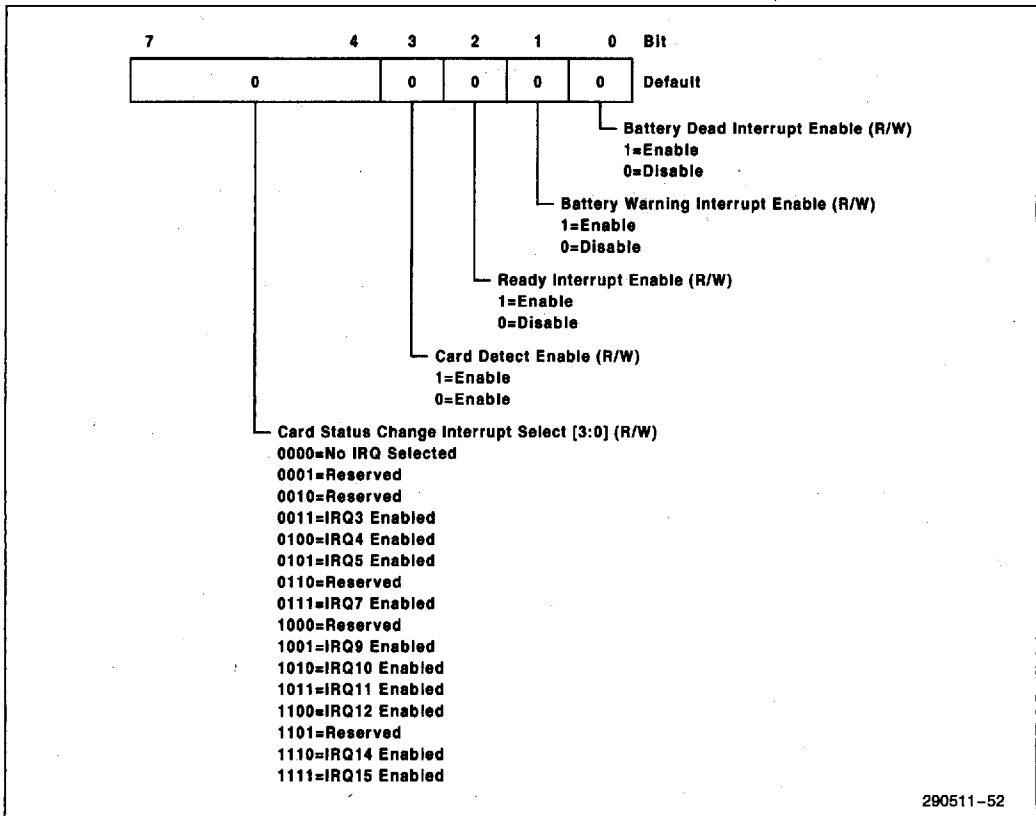 7 4 3 2 1 0 Bit
0 0 0 0 0 Default
Battery Dead Interrupt Enable (R/W)
1=Enable
0=Disable
Battery Warning Interrupt Enable (R/W)
1=Enable
0=Disable
Ready Interrupt Enable (R/W)
1=Enable
0=Disable
Card Detect Enable (R/W)
1=Enable
0=Enable
Card Status Change Interrupt Select [3:0] (R/W)
0000=No IRQ Selected
0001=Reserved
0010=Reserved
0011=IRQ3 Enabled
0100=IRQ4 Enabled
0101=IRQ5 Enabled
0110=Reserved
0111=IRQ7 Enabled
1000=Reserved
1001=IRQ9 Enabled
1010=IRQ10 Enabled
1011=IRQ11 Enabled
1100=IRQ12 Enabled
1101=Reserved
1110=IRQ14 Enabled
1111=IRQ15 Enabled
290511-52